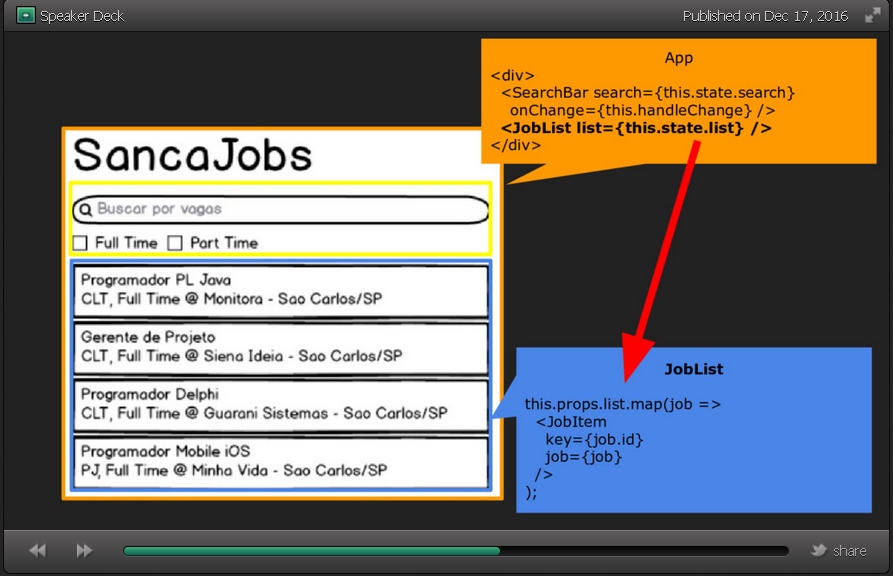 Speaker Deck
Published on Dec 17, 2016
App
<div>
<SearchBar search={this.state.search}
onChange={this.handleChange} />
<JobList list={this.state.list} />
</div>
SancaJobs
Buscar por vagas
Full Time Part Time
Programador PL Java
CLT, Full Time @ Monitora - Sao Carlos/SP
Gerente de Projeto
CLT, Full Time @ Siena Ideia - Sao Carlos/SP
Programador Delphi
CLT, Full Time @ Guarani Sistemas - Sao Carlos/SP
Programador Mobile iOS
PJ, Full Time @ Minha Vida - Sao Carlos/SP
JobList
this.props.list.map(job =>
<JobItem
key={job.id}
job={job}
/>
);
share